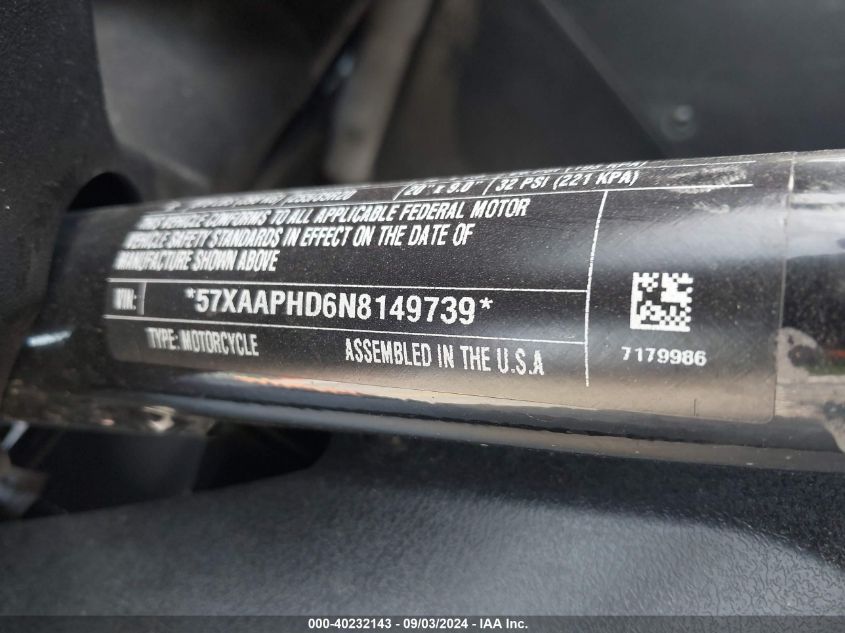 20" x 9.0" 32 PSI (221 KPA)
THIS VEHICLE CONFORMS TO ALL APPLICABLE FEDERAL MOTOR
VEHICLE SAFETY STANDARDS IN EFFECT ON THE DATE OF
MANUFACTURE SHOWN ABOVE
VIN: *57XAAPHD6N8149739*
TYPE: MOTORCYCLE ASSEMBLED IN THE U.S.A
7179986
000-40232143 - 09/03/2024 - IAA Inc.